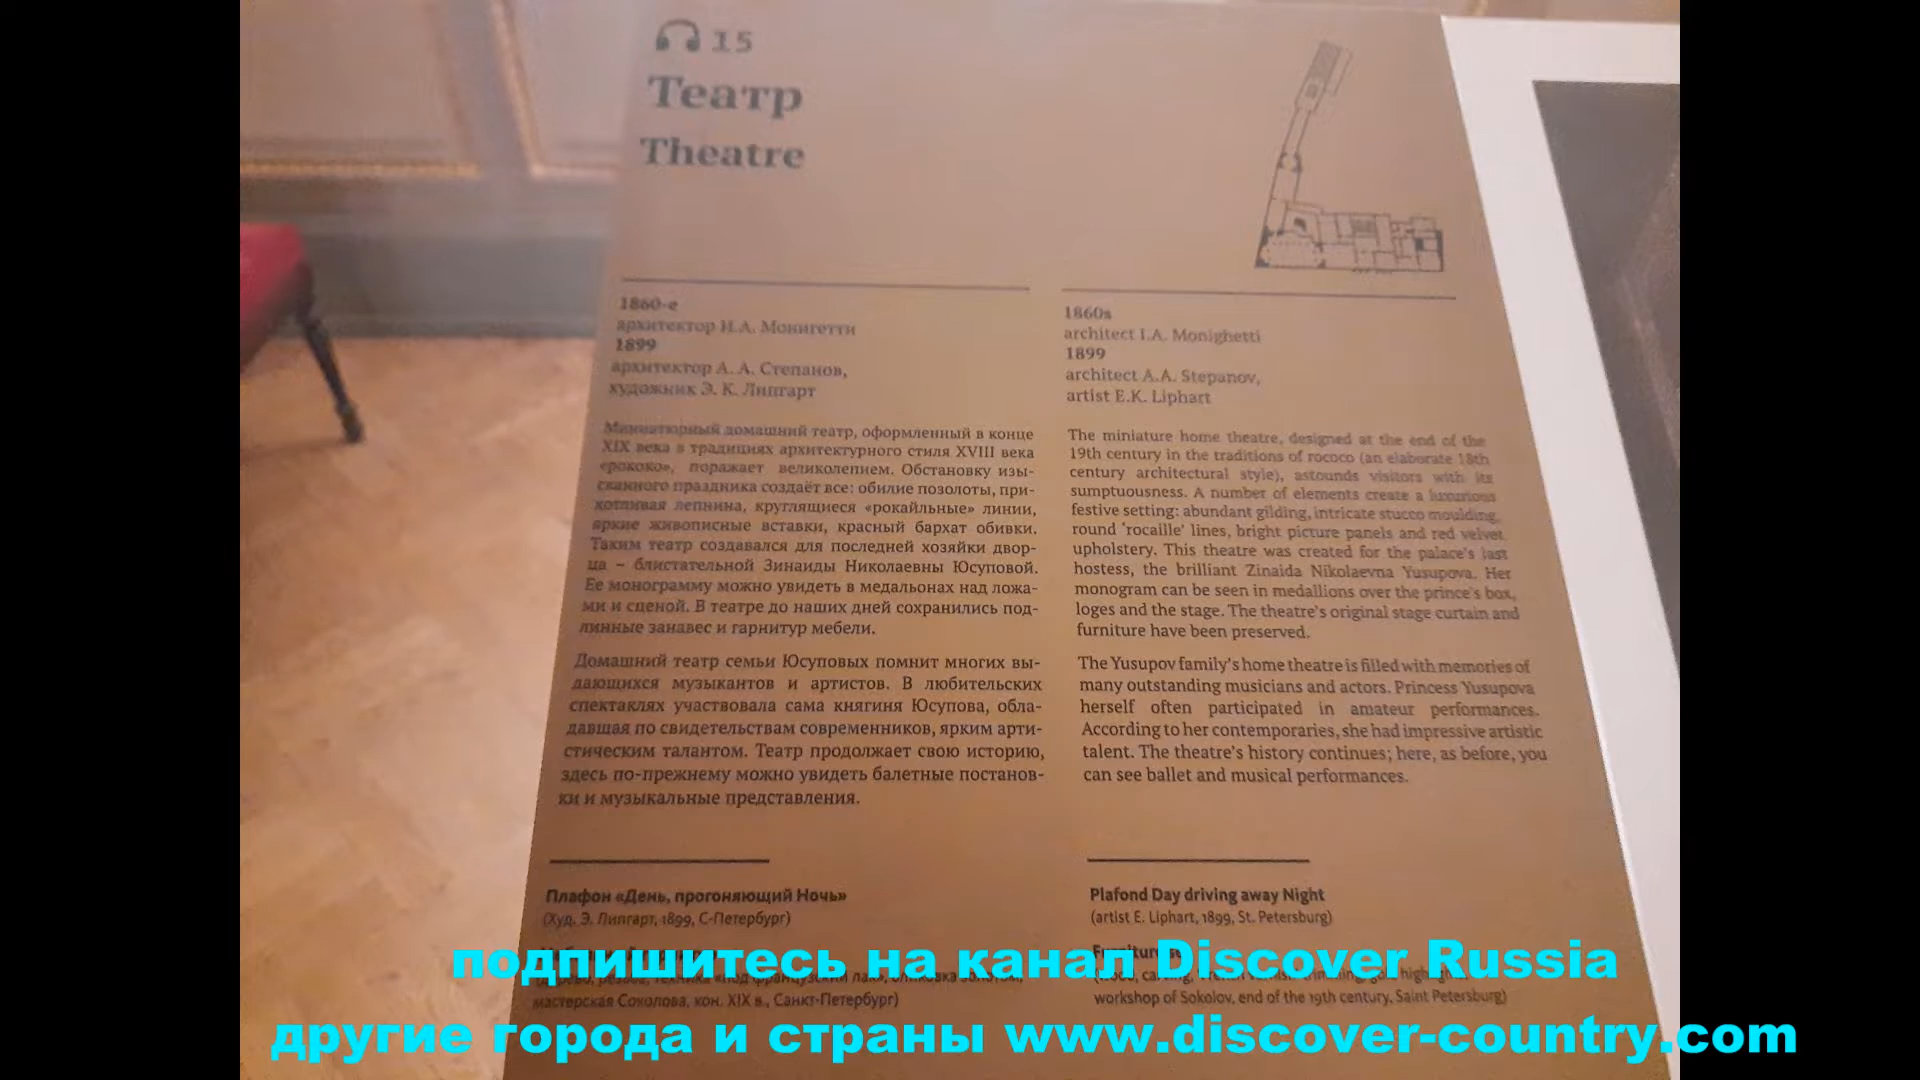 15
Театр
Theatre
1860-е
архитектор И.А. Монигетти
1899
архитектор А. А. Степанов,
художник Э. К. Липгарт
Миниатюрный домашний театр, оформленный в конце
XIX века в традициях архитектурного стиля XVIII века
«рококо», поражает великолепием. Обстановку изы-
сканного праздника создаёт все: обилие позолоты, при-
хотливая лепнина, круглящиеся «рокайльные» линии,
яркие живописные вставки, красный бархат обивки.
Таким театр создавался для последней хозяйки двор-
ца – блистательной Зинаиды Николаевны Юсуповой.
Ее монограмму можно увидеть в медальонах над ложа-
ми и сценой. В театре до наших дней сохранились под-
линные занавес и гарнитур мебели.
Домашний театр семьи Юсуповых помнит многих вы-
дающихся музыкантов и артистов. В любительских
спектаклях участвовала сама княгиня Юсупова, обла-
давшая по свидетельствам современников, ярким арти-
стическим талантом. Театр продолжает свою историю,
здесь по-прежнему можно увидеть балетные постанов-
ки и музыкальные представления.
Плафон «День, прогоняющий Ночь»
(Худ. Э. Липгарт, 1899, С-Петербург)
мастерская Соколова, кон. XIX в., Санкт-Петербург)
1860s
architect I.A. Monighetti
1899
architect A.A. Stepanov,
artist E.K. Liphart
The miniature home theatre, designed at the end of the
19th century in the traditions of rococo (an elaborate 18th
century architectural style), astounds visitors with its
sumptuousness. A number of elements create a luxurious
festive setting: abundant gilding, intricate stucco moulding,
round 'rocaille' lines, bright picture panels and red velvet
upholstery. This theatre was created for the palace's last
hostess, the brilliant Zinaida Nikolaevna Yusupova. Her
monogram can be seen in medallions over the prince's box,
loges and the stage. The theatre's original stage curtain and
furniture have been preserved.
The Yusupov family's home theatre is filled with memories of
many outstanding musicians and actors. Princess Yusupova
herself often participated in amateur performances.
According to her contemporaries, she had impressive artistic
talent. The theatre's history continues; here, as before, you
can see ballet and musical performances.
Plafond Day driving away Night
(artist E. Liphart, 1899, St. Petersburg)
workshop of Sokolov, end of the 19th century, Saint Petersburg)
подпишитесь на канал Discover Russia
другие города и страны www.discover-country.com